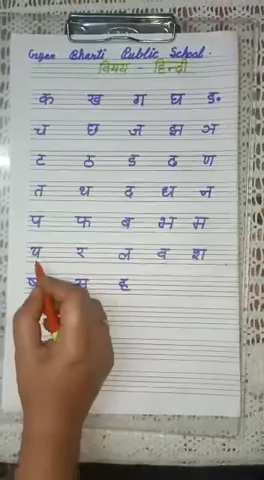 Gyan Bharti Public School.
विषय - हिन्दी
क ख ग घ ङ
च छ ज झ ञ
ट ठ ड ढ ण
त थ द ध न
प फ ब भ म
य र ल व श
ष स ह